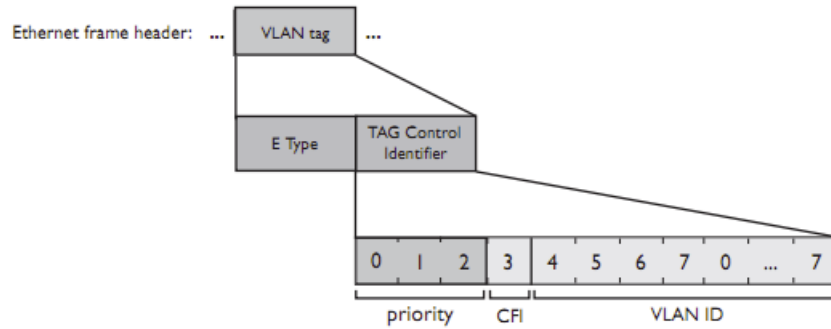 Ethernet frame header: ... VLAN tag ...
E Type TAG Control
Identifier
0 1 2 3 4 5 6 7 0 ... 7
priority CFI VLAN ID